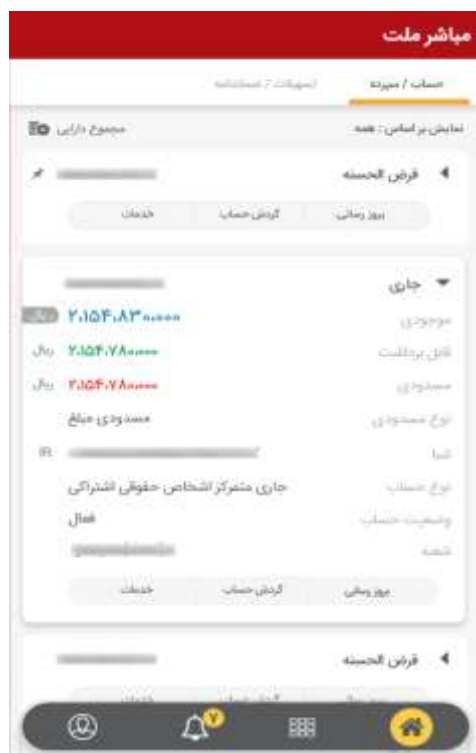 مباشر ملت
حساب / سپرده
تسهیلات / ضمانتنامه
نمایش بر اساس : همه
مجموع دارایی
قرض الحسنه
بروز رسانی گردش حساب خدمات
جاری
موجودی ۲،۱۵۴،۸۳۰،۰۰۰ ریال
قابل برداشت ۲،۱۵۴،۷۸۰،۰۰۰ ریال
مسدودی ۲،۱۵۴،۷۸۰،۰۰۰ ریال
نوع مسدودی مسدودی مبلغ
شبا IR
نوع حساب جاری متمرکز اشخاص حقوقی اشتراکی
وضعیت حساب فعال
شعبه
بروز رسانی گردش حساب خدمات
قرض الحسنه
۷